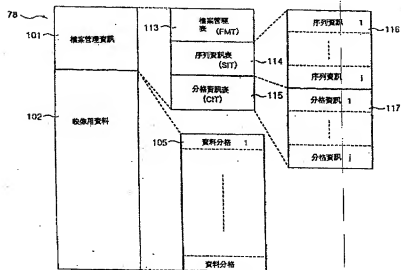 78
101
檔案管理資訊
102
映像用資料
113
檔案管理
表 (FMT)
序列資訊表
(SIT)
114
分格資訊表
(CIT)
115
序列資訊 1
116
序列資訊 i
分格資訊 1
117
分格資訊 j
105
資料分格 1
資料分格